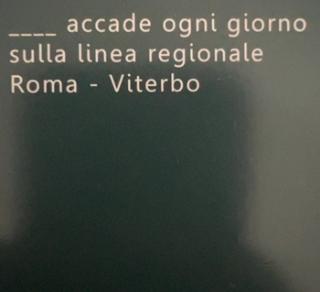 ____ accade ogni giorno
sulla linea regionale
Roma - Viterbo